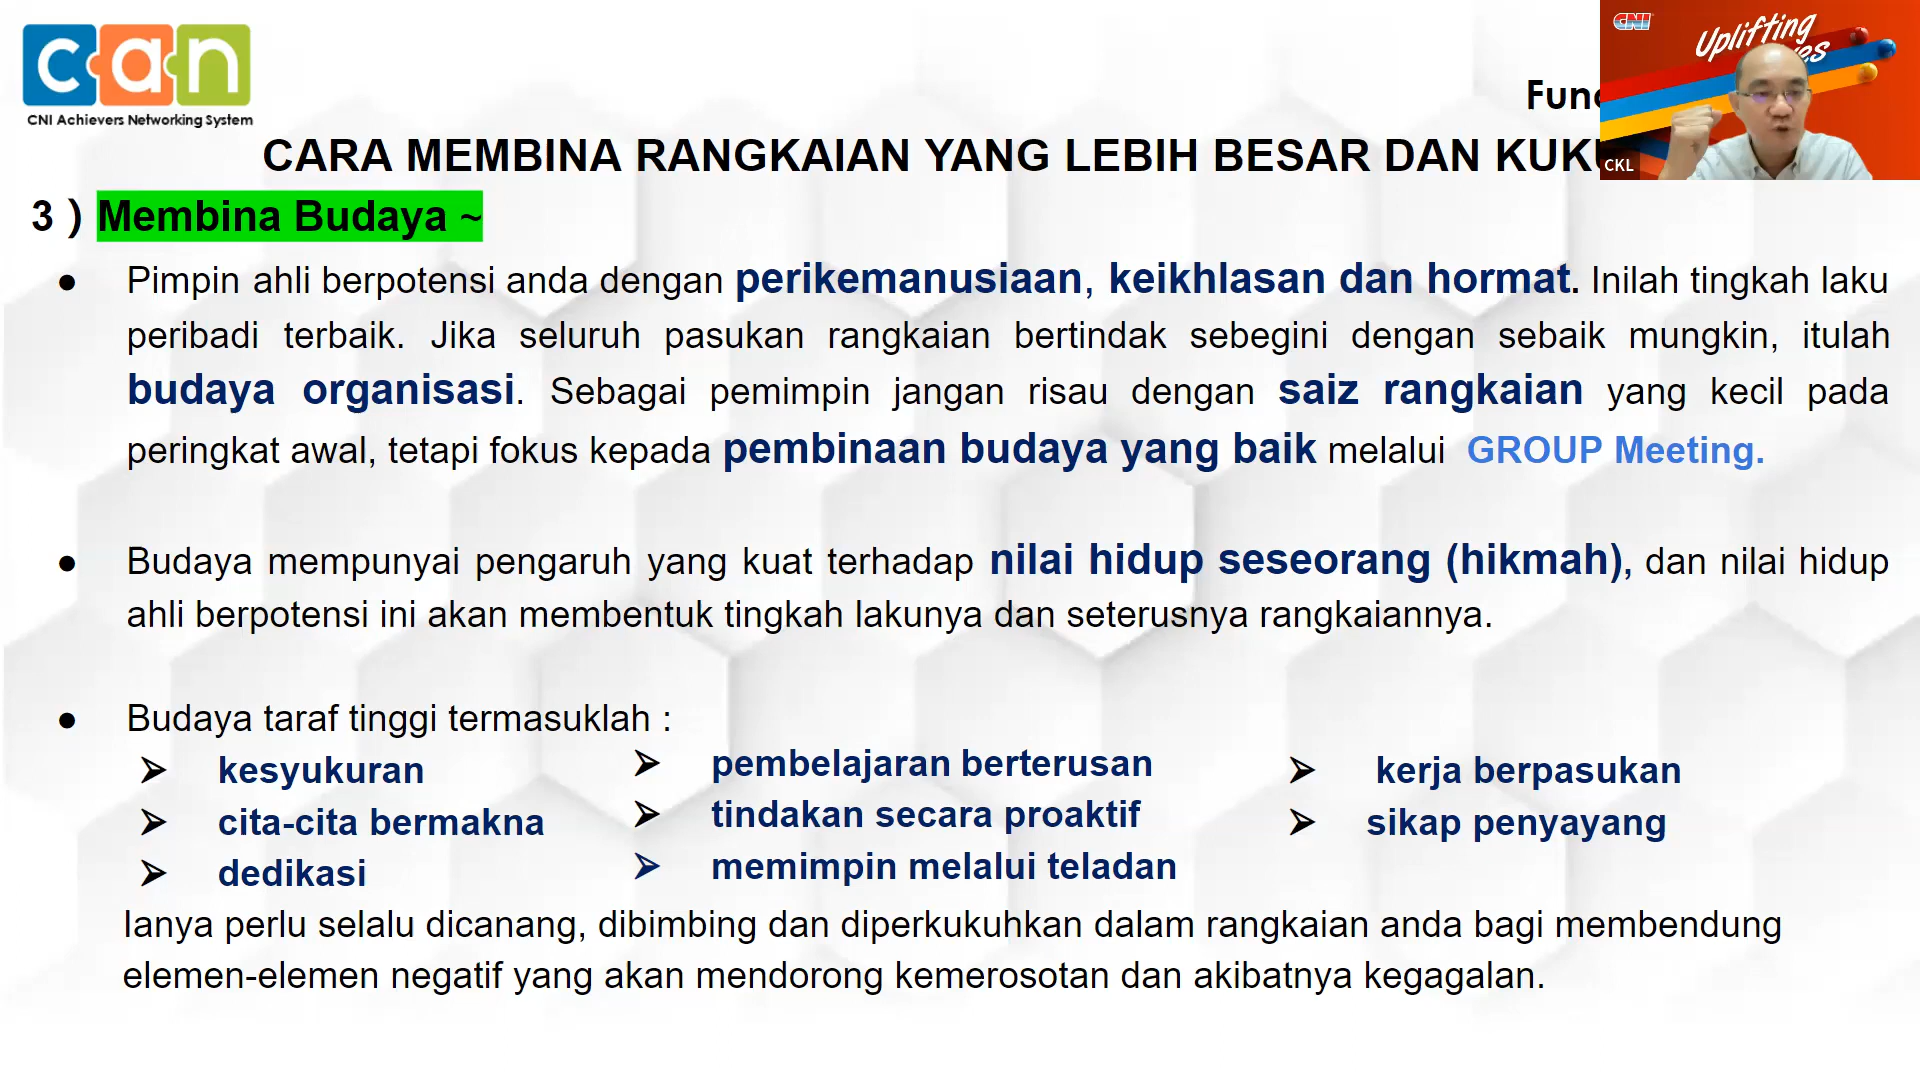 can
CNI Achievers Networking System
CNI
Uplifting
CKL
CARA MEMBINA RANGKAIAN YANG LEBIH BESAR DAN
3 ) Membina Budaya ~
● Pimpin ahli berpotensi anda dengan perikemanusiaan, keikhlasan dan hormat. Inilah tingkah laku
peribadi terbaik. Jika seluruh pasukan rangkaian bertindak sebegini dengan sebaik mungkin, itulah
budaya organisasi. Sebagai pemimpin jangan risau dengan saiz rangkaian yang kecil pada
peringkat awal, tetapi fokus kepada pembinaan budaya yang baik melalui GROUP Meeting.
● Budaya mempunyai pengaruh yang kuat terhadap nilai hidup seseorang (hikmah), dan nilai hidup
ahli berpotensi ini akan membentuk tingkah lakunya dan seterusnya rangkaiannya.
● Budaya taraf tinggi termasuklah :
➢ kesyukuran
➢ cita-cita bermakna
➢ dedikasi
➢ pembelajaran berterusan
➢ tindakan secara proaktif
➢ memimpin melalui teladan
➢ kerja berpasukan
➢ sikap penyayang
Ianya perlu selalu dicanang, dibimbing dan diperkukuhkan dalam rangkaian anda bagi membendung
elemen-elemen negatif yang akan mendorong kemerosotan dan akibatnya kegagalan.